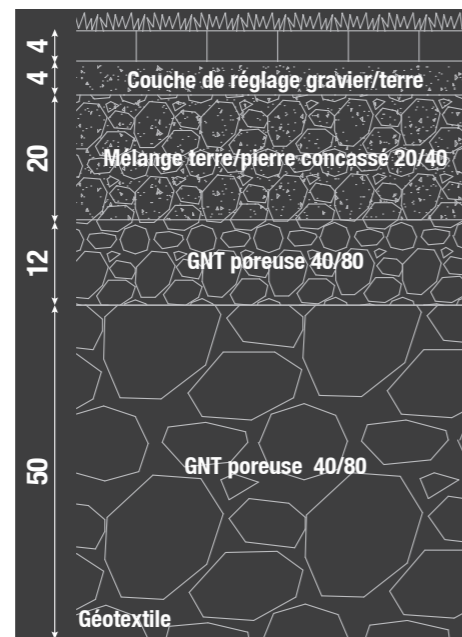 4
4
Couche de réglage gravier/terre
20
Mélange terre/pierre concassé 20/40
12
GNT poreuse 40/80
50
GNT poreuse 40/80
Géotextile